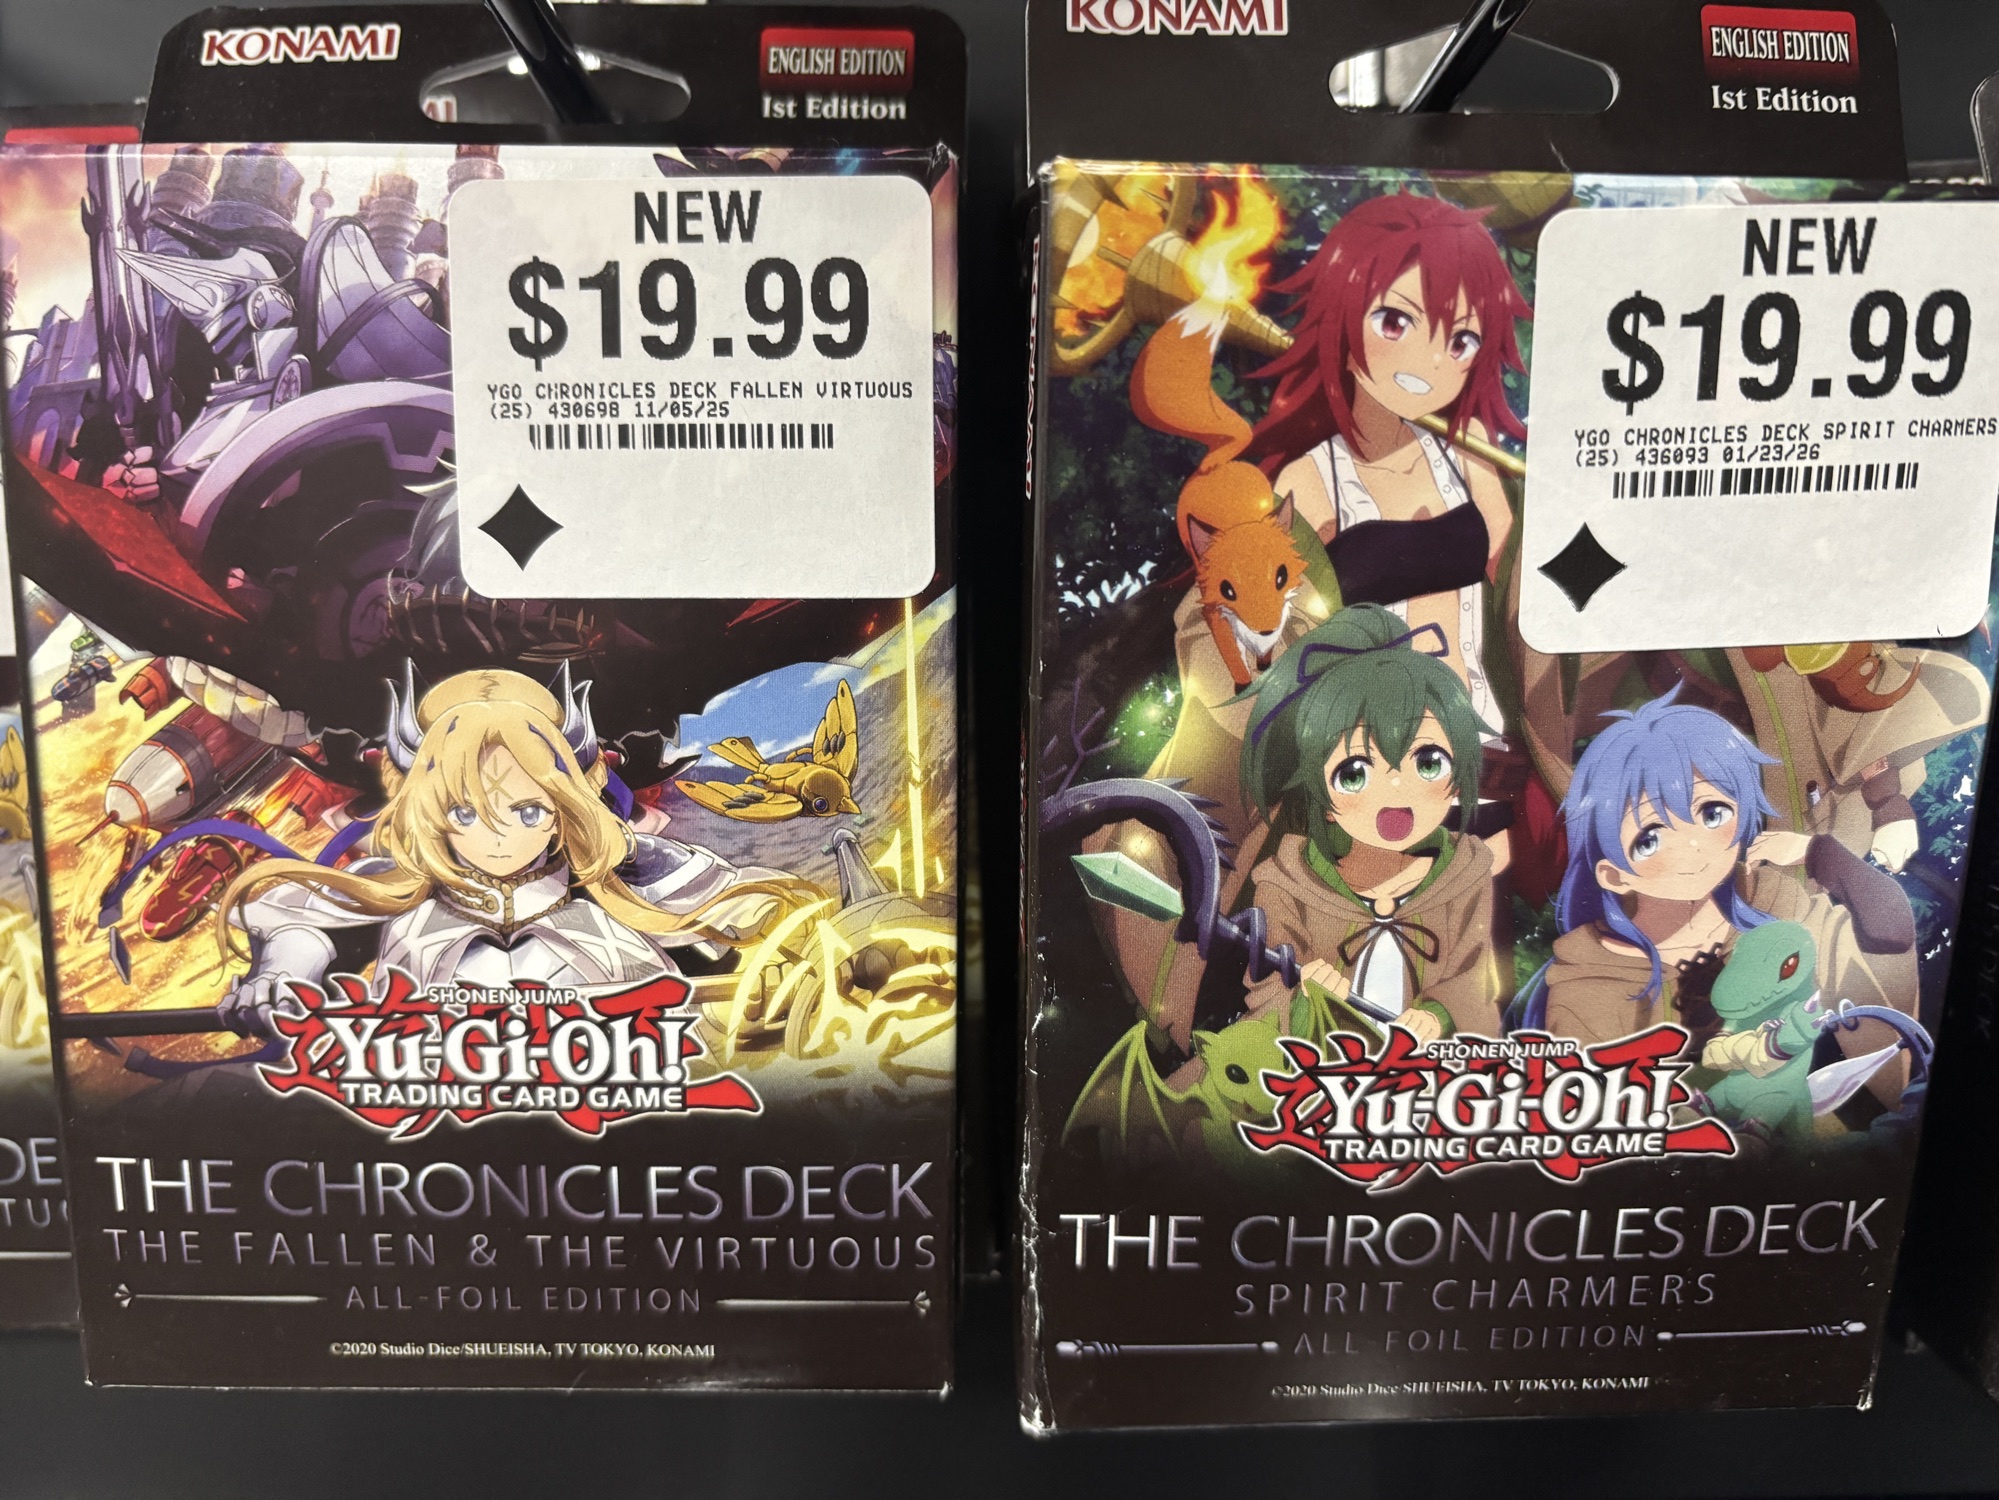 KONAMI
ENGLISH EDITION
1st Edition
NEW
$19.99
YGO CHRONICLES DECK FALLEN VIRTUOUS
(25) 430698 11/05/25
SHONEN JUMP
Yu-Gi-Oh!
TRADING CARD GAME
THE CHRONICLES DECK
THE FALLEN & THE VIRTUOUS
ALL-FOIL EDITION
©2020 Studio Dice/SHUEISHA, TV TOKYO, KONAMI
KONAMI
ENGLISH EDITION
1st Edition
NEW
$19.99
YGO CHRONICLES DECK SPIRIT CHARMERS
(25) 436093 01/23/26
SHONEN JUMP
Yu-Gi-Oh!
TRADING CARD GAME
THE CHRONICLES DECK
SPIRIT CHARMERS
ALL-FOIL EDITION
©2020 Studio Dice/SHUEISHA, TV TOKYO, KONAMI